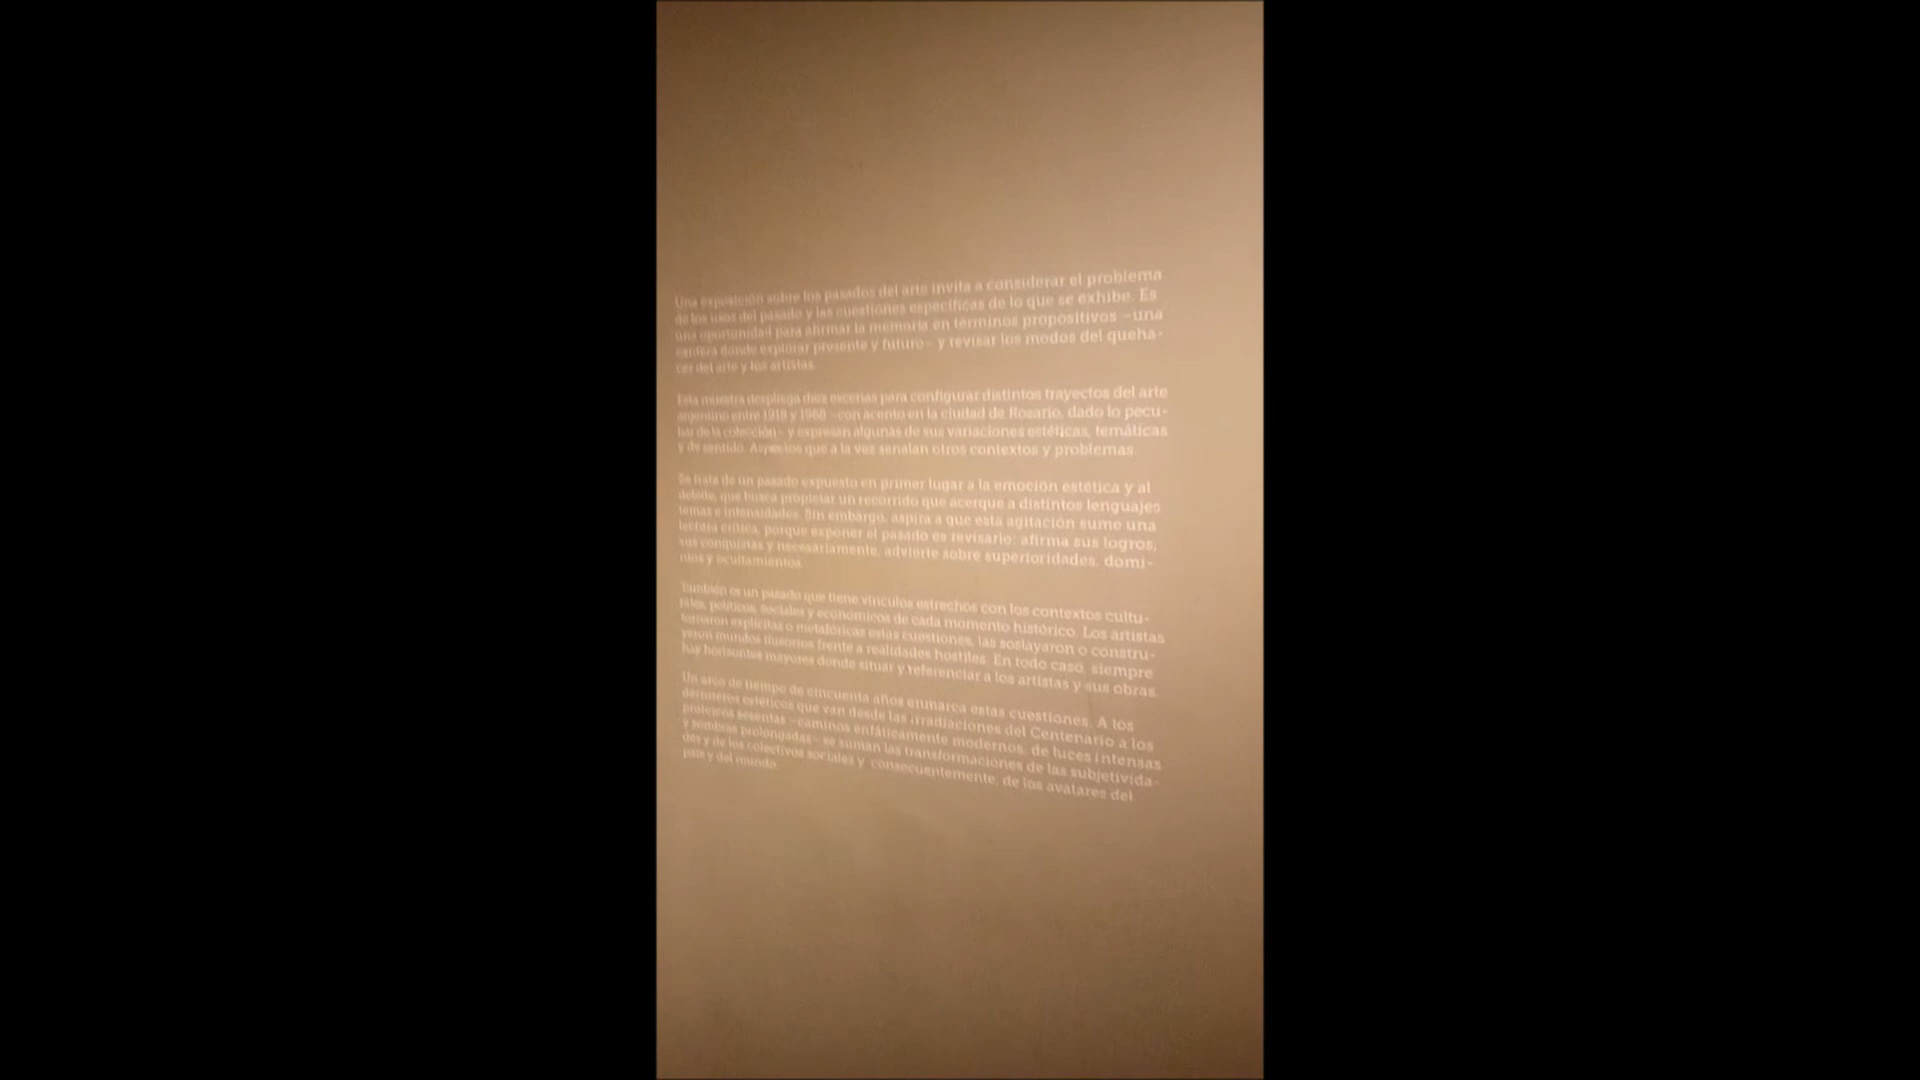 Una exposición sobre los pasados del arte invita a considerar el problema
de los usos del pasado y las cuestiones específicas de lo que se exhibe. Es
una oportunidad para afirmar la memoria en términos propositivos –una
cantera donde explorar presente y futuro– y revisar los modos del queha-
cer del arte y los artistas.
Esta muestra despliega diez escenas para configurar distintos trayectos del arte
argentino entre 1918 y 1968 –con acento en la ciudad de Rosario, dado lo pecu-
liar de la colección– y expresan algunas de sus variaciones estéticas, temáticas
y de sentido. Aspectos que a la vez señalan otros contextos y problemas.
Se trata de un pasado expuesto en primer lugar a la emoción estética y al
deleite, que busca propiciar un recorrido que acerque a distintos lenguajes
temas e intensidades. Sin embargo, aspira a que esta agitación sume una
lectura crítica, porque exponer el pasado es revisarlo: afirma sus logros,
sus conquistas y necesariamente, advierte sobre superioridades, domi-
nios y ocultamientos.
También es un pasado que tiene vínculos estrechos con los contextos cultu-
rales, políticos, sociales y económicos de cada momento histórico. Los artistas
tornaron explícitas o metafóricas estas cuestiones, las soslayaron o constru-
yeron mundos ilusorios frente a realidades hostiles. En todo caso, siempre
hay horizontes mayores donde situar y referenciar a los artistas y sus obras.
Un arco de tiempo de cincuenta años enmarca estas cuestiones. A los
derroteros estéticos que van desde las irradiaciones del Centenario a los
proteicos sesentas –caminos enfáticamente modernos, de luces intensas
y sombras prolongadas– se suman las transformaciones de las subjetivida-
des y de los colectivos sociales y consecuentemente, de los avatares del
país y del mundo.